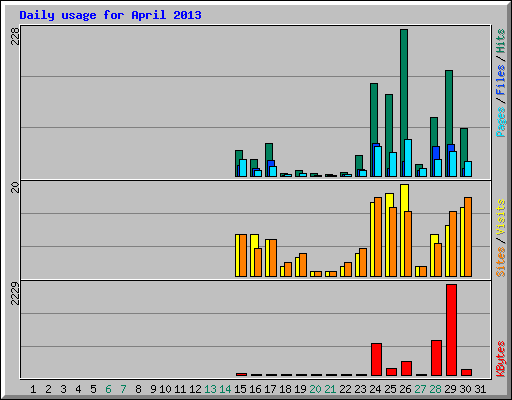 Daily usage for April 2013
228
20
2229
Pages / Files / Hits
Sites / Visits
KBytes
1 2 3 4 5 6 7 8 9 10 11 12 13 14 15 16 17 18 19 20 21 22 23 24 25 26 27 28 29 30 31